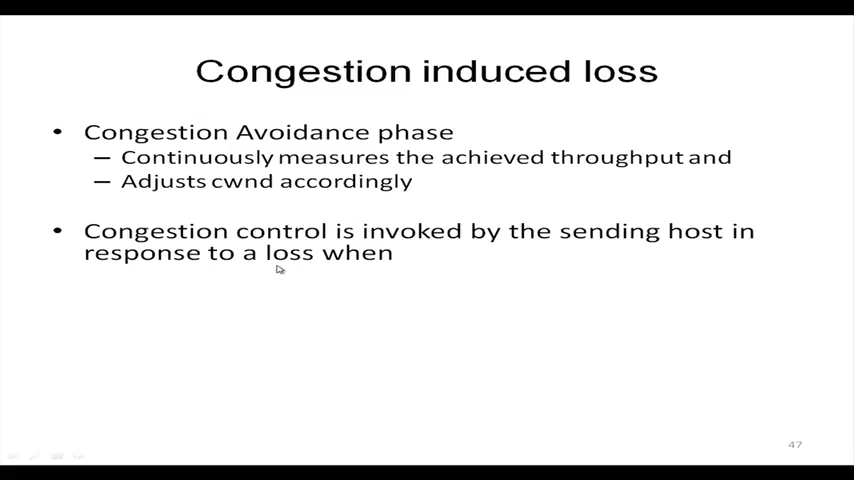 Congestion induced loss
• Congestion Avoidance phase
– Continuously measures the achieved throughput and
– Adjusts cwnd accordingly
• Congestion control is invoked by the sending host in
response to a loss when
47